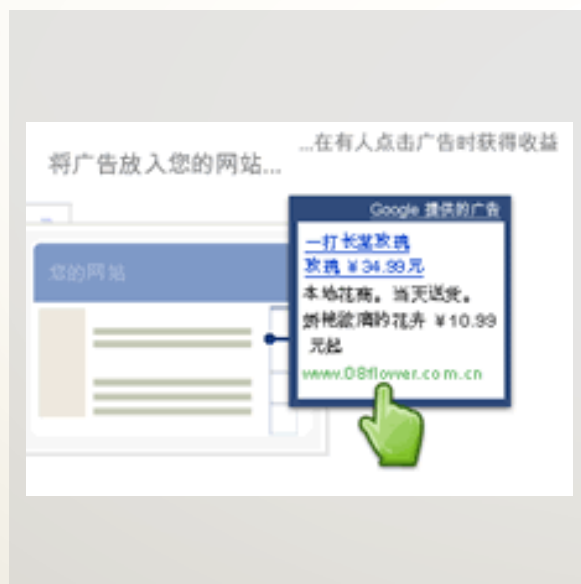 将广告放入您的网站...
...在有人点击广告时获得收益
您的网站
Google 提供的广告
一打长茎玫瑰
玫瑰 ¥34.99元
本地花商。当天送货。
娇艳欲滴的花卉 ¥10.99
元起
www.08flower.com.cn